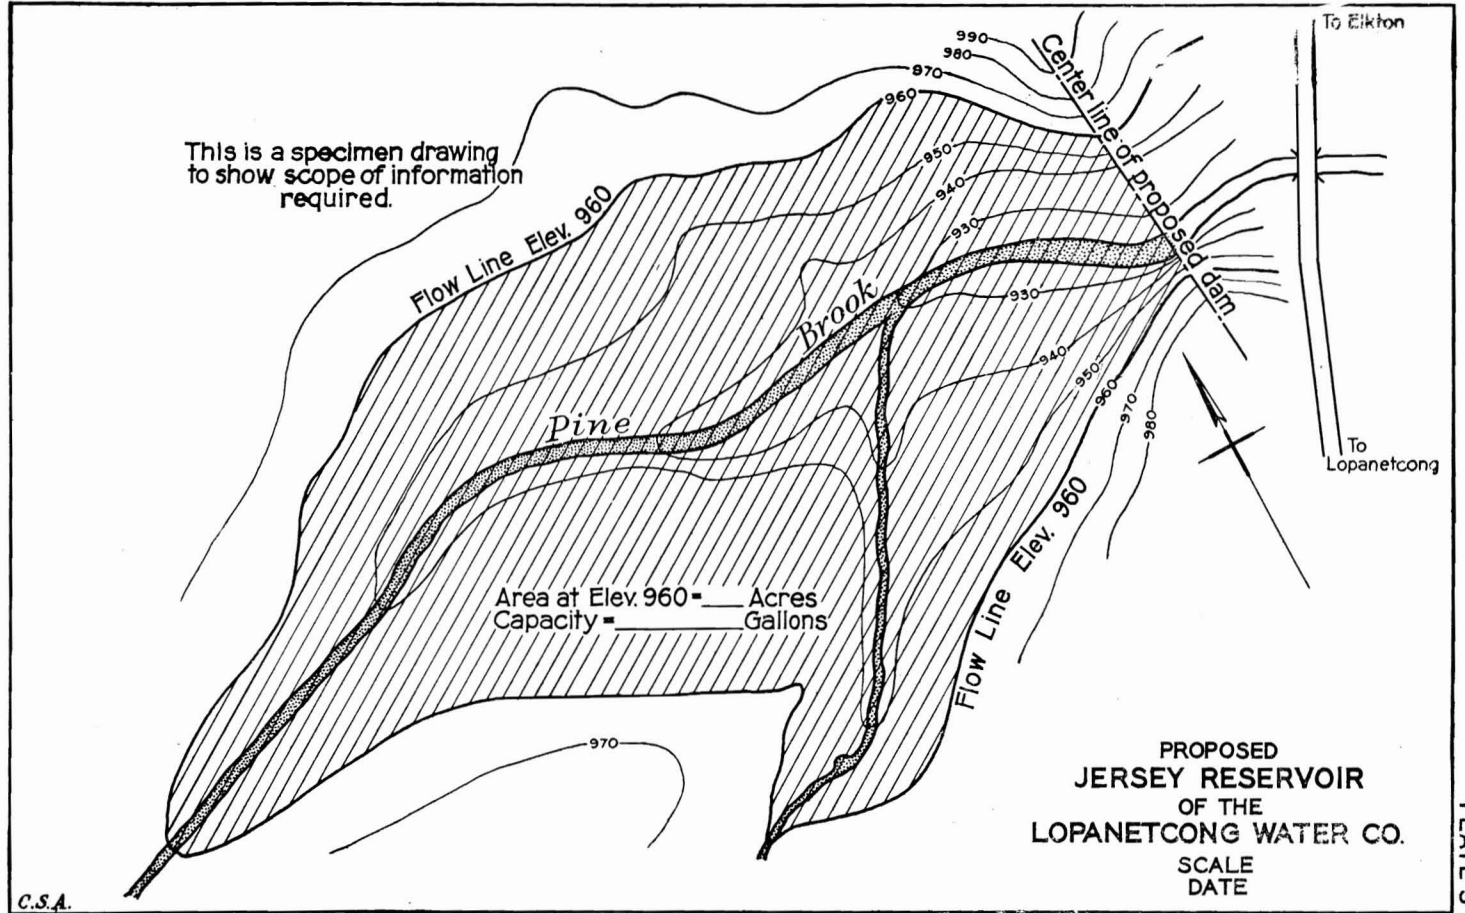 To Elkton
990
980
970
960
Center line of proposed dam
This is a specimen drawing
to show scope of information
required.
950
940
930
Flow Line Elev. 960
Brook
930
Pine
940
950
960
970
980
To
Lopanetcong
Flow Line Elev. 960
Area at Elev. 960=___ Acres
Capacity=__________Gallons
970
PROPOSED
JERSEY RESERVOIR
OF THE
LOPANETCONG WATER CO.
SCALE
DATE
C.S.A.